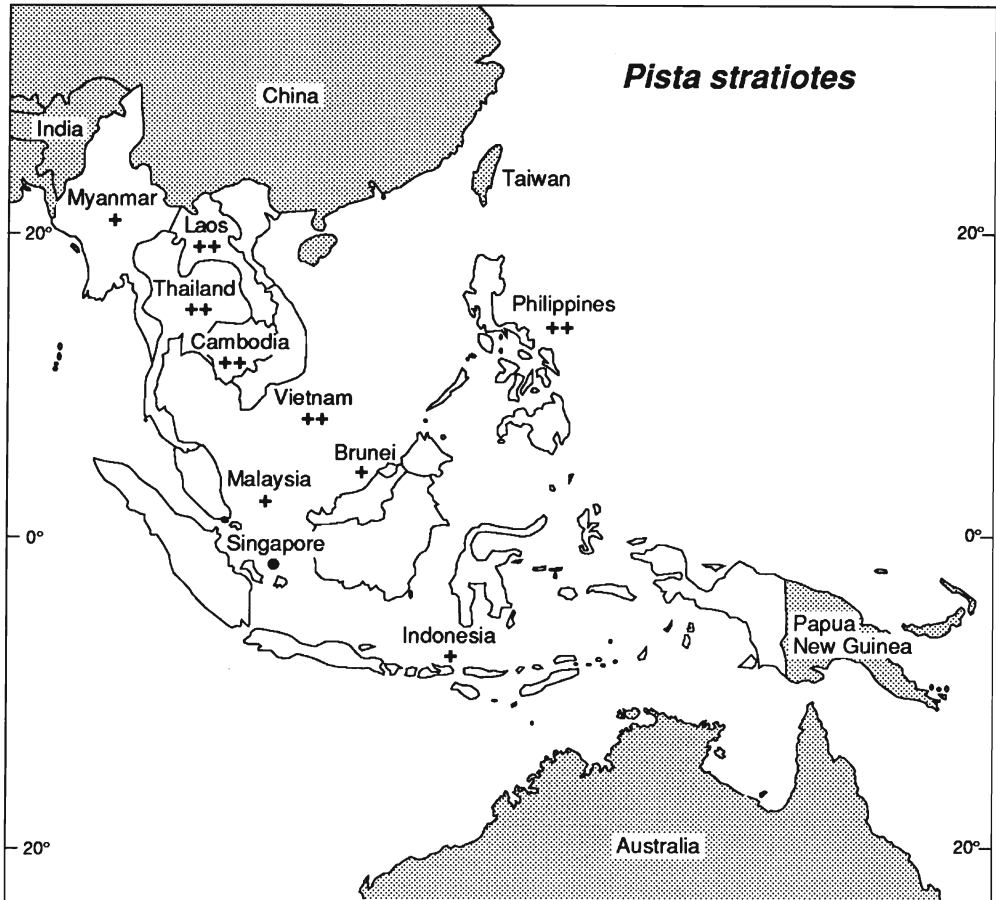 Pista stratiotes
China
India
Taiwan
Myanmar
+
Laos
++
20°
20°
Thailand
++
Philippines
++
Cambodia
++
Vietnam
++
Brunei
+
Malaysia
+
0°
0°
Singapore
●
Indonesia
+
Papua
New Guinea
Australia
20°
20°